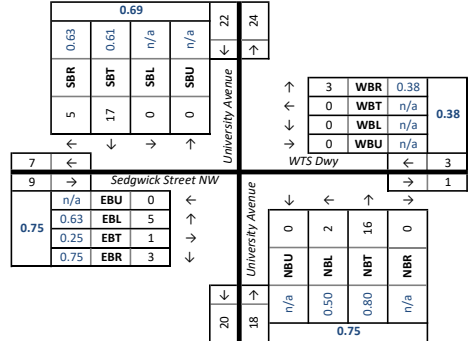 0.69
0.63 0.61 n/a n/a
SBR SBT SBL SBU
5 17 0 0
← ↓ → ↑
22 24
↓ ↑
University Avenue
↑ 3 WBR 0.38
← 0 WBT n/a
↓ 0 WBL n/a
→ 0 WBU n/a
0.38
WTS Dwy
← 3
→ 1
7 ←
9 →
Sedgwick Street NW
0.75
n/a EBU 0 ←
0.63 EBL 5 ↑
0.25 EBT 1 →
0.75 EBR 3 ↓
University Avenue
↓ ← ↑ →
0 2 16 0
NBU NBL NBT NBR
n/a 0.50 0.80 n/a
0.75
↓ ↑
20 18